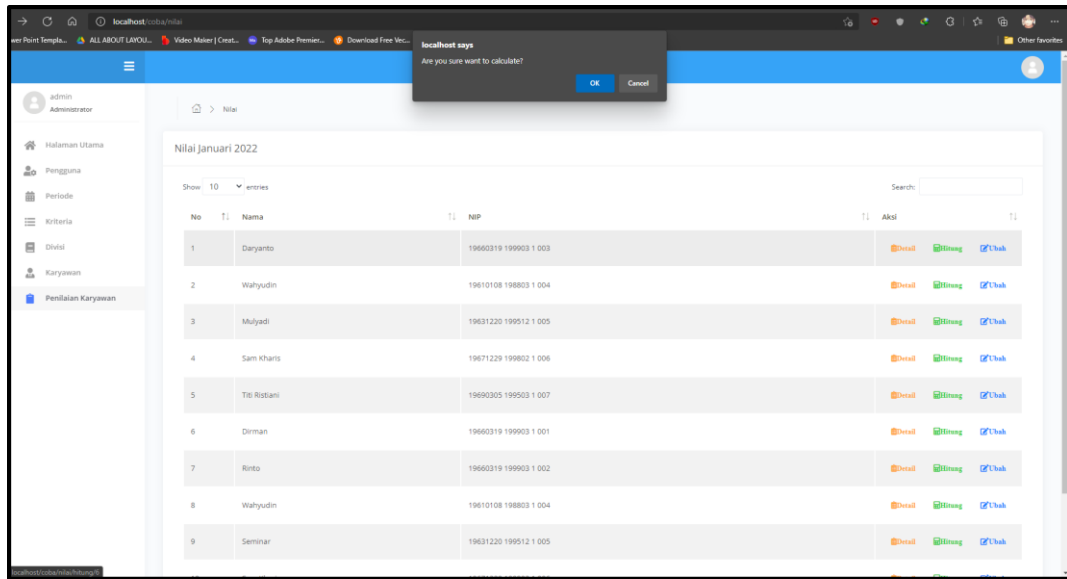 localhost/coba/nilai
wer Point Templa... ALL ABOUT LAYOU... Video Maker | Creat... Top Adobe Premier... Download Free Vec... Other favorites
localhost says
Are you sure want to calculate?
OK Cancel
admin
Administrator
Nilai
Halaman Utama
Pengguna
Periode
Kriteria
Divisi
Karyawan
Penilaian Karyawan
Nilai Januari 2022
Show 10 entries Search:
No Nama NIP Aksi
1 Daryanto 19660319 199903 1 003 Detail Hitung Ubah
2 Wahyudin 19610108 198803 1 004 Detail Hitung Ubah
3 Mulyadi 19631220 199512 1 005 Detail Hitung Ubah
4 Sam Kharis 19671229 199802 1 006 Detail Hitung Ubah
5 Titi Ristiani 19690305 199503 1 007 Detail Hitung Ubah
6 Dirman 19660319 199903 1 001 Detail Hitung Ubah
7 Rinto 19660319 199903 1 002 Detail Hitung Ubah
8 Wahyudin 19610108 198803 1 004 Detail Hitung Ubah
9 Seminar 19631220 199512 1 005 Detail Hitung Ubah
localhost/coba/nilai/hitung/6